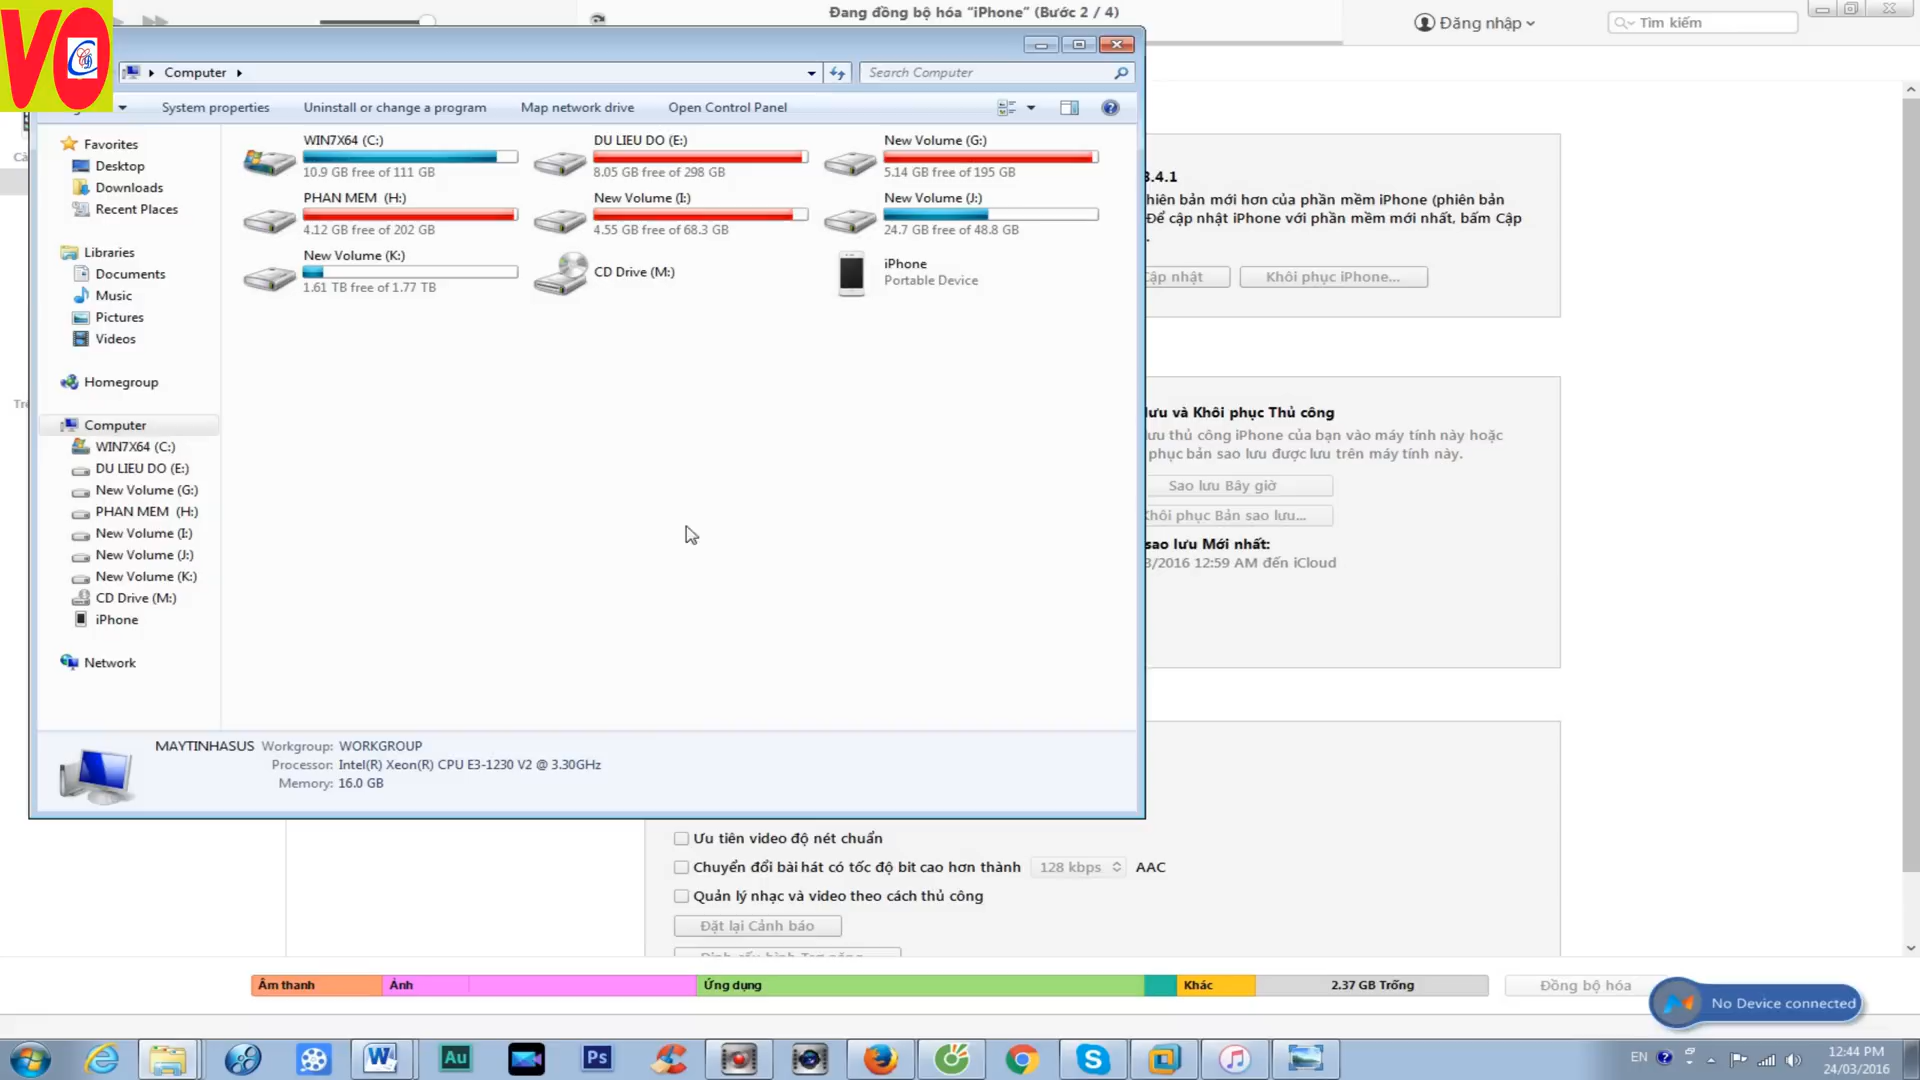 VO
Đang đồng bộ hóa “iPhone” (Bước 2 / 4)
Đăng nhập
Tìm kiếm
Computer
Search Computer
System properties
Uninstall or change a program
Map network drive
Open Control Panel
Favorites
Desktop
Downloads
Recent Places
Libraries
Documents
Music
Pictures
Videos
Homegroup
Computer
WIN7X64 (C:)
DU LIEU DO (E:)
New Volume (G:)
PHAN MEM (H:)
New Volume (I:)
New Volume (J:)
New Volume (K:)
CD Drive (M:)
iPhone
Network
WIN7X64 (C:)
10.9 GB free of 111 GB
DU LIEU DO (E:)
8.05 GB free of 298 GB
New Volume (G:)
5.14 GB free of 195 GB
PHAN MEM (H:)
4.12 GB free of 202 GB
New Volume (I:)
4.55 GB free of 68.3 GB
New Volume (J:)
24.7 GB free of 48.8 GB
New Volume (K:)
1.61 TB free of 1.77 TB
CD Drive (M:)
iPhone
Portable Device
MAYTINHASUS Workgroup: WORKGROUP
Processor: Intel(R) Xeon(R) CPU E3-1230 V2 @ 3.30GHz
Memory: 16.0 GB
.4.1
hiên bản mới hơn của phần mềm iPhone (phiên bản
Để cập nhật iPhone với phần mềm mới nhất, bấm Cập
Cập nhật
Khôi phục iPhone...
lưu và Khôi phục Thủ công
ưu thủ công iPhone của bạn vào máy tính này hoặc
phục bản sao lưu được lưu trên máy tính này.
Sao lưu Bây giờ
Khôi phục Bản sao lưu...
sao lưu Mới nhất:
3/2016 12:59 AM đến iCloud
Ưu tiên video độ nét chuẩn
Chuyển đổi bài hát có tốc độ bit cao hơn thành 128 kbps AAC
Quản lý nhạc và video theo cách thủ công
Đặt lại Cảnh báo
Âm thanh
Ảnh
Ứng dụng
Khác
2.37 GB Trống
Đồng bộ hóa
No Device connected
W
Au
Ps
S
EN
12:44 PM
24/03/2016